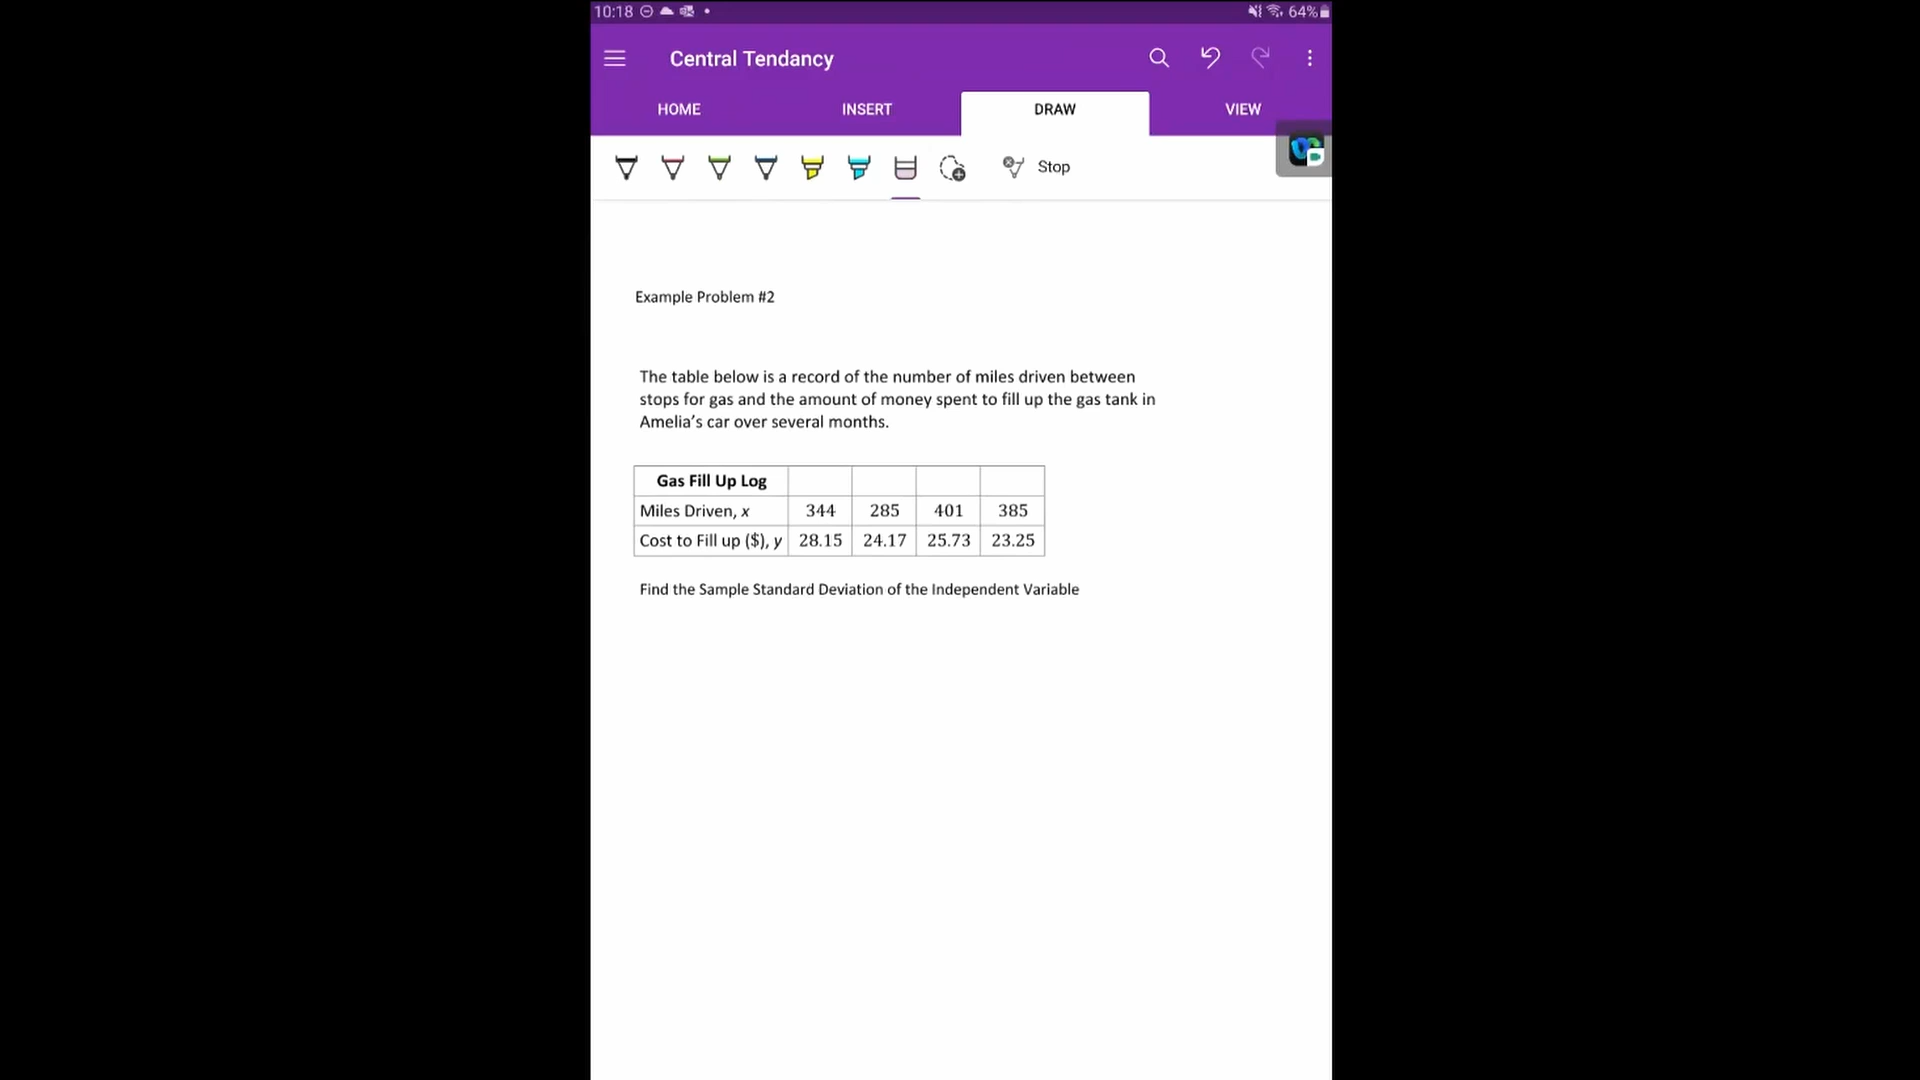 10:18
64%
Central Tendancy
HOME INSERT DRAW VIEW
Stop
Example Problem #2
The table below is a record of the number of miles driven between
stops for gas and the amount of money spent to fill up the gas tank in
Amelia’s car over several months.
Gas Fill Up Log
Miles Driven, x 344 285 401 385
Cost to Fill up ($), y 28.15 24.17 25.73 23.25
Find the Sample Standard Deviation of the Independent Variable